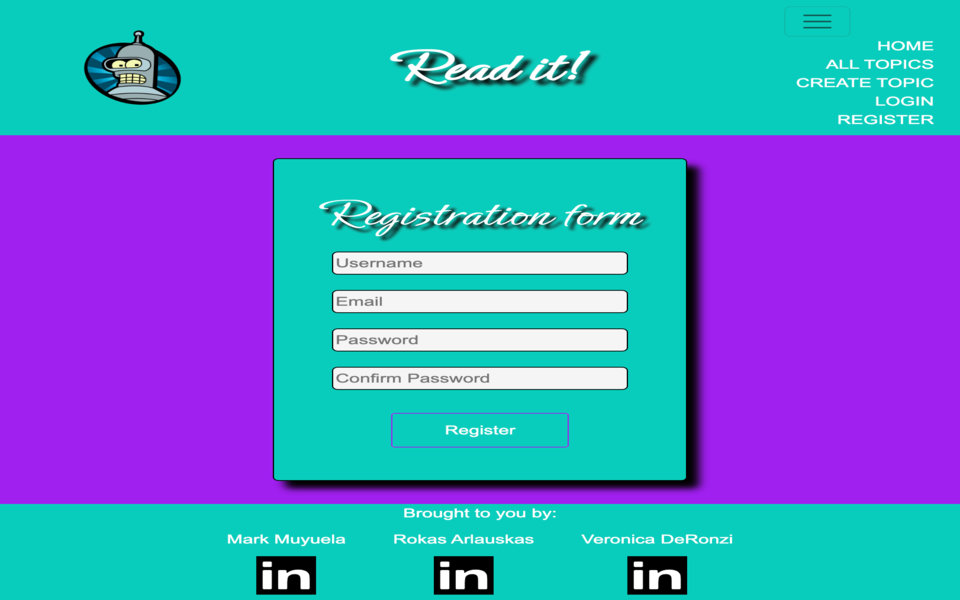 Read it!
HOME
ALL TOPICS
CREATE TOPIC
LOGIN
REGISTER
Registration form
Username
Email
Password
Confirm Password
Register
Brought to you by:
Mark Muyuela
Rokas Arlauskas
Veronica DeRonzi
in
in
in